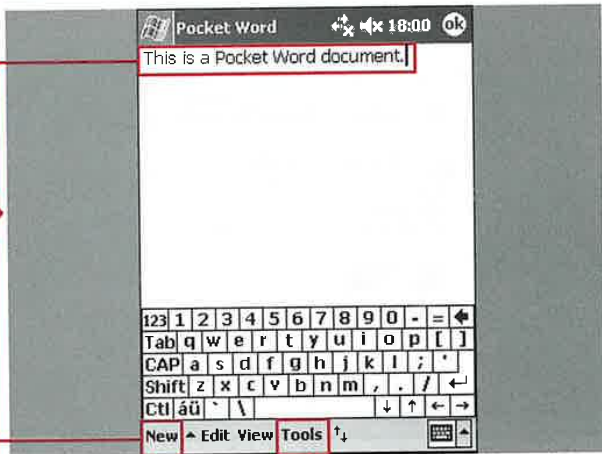 Pocket Word 18:00 ok
This is a Pocket Word document.
123 1 2 3 4 5 6 7 8 9 0 - =
Tab q w e r t y u i o p [ ]
CAP a s d f g h j k l ; '
Shift z x c v b n m , . /
Ctl áü ` \ ↓ ↑ ← →
New Edit View Tools